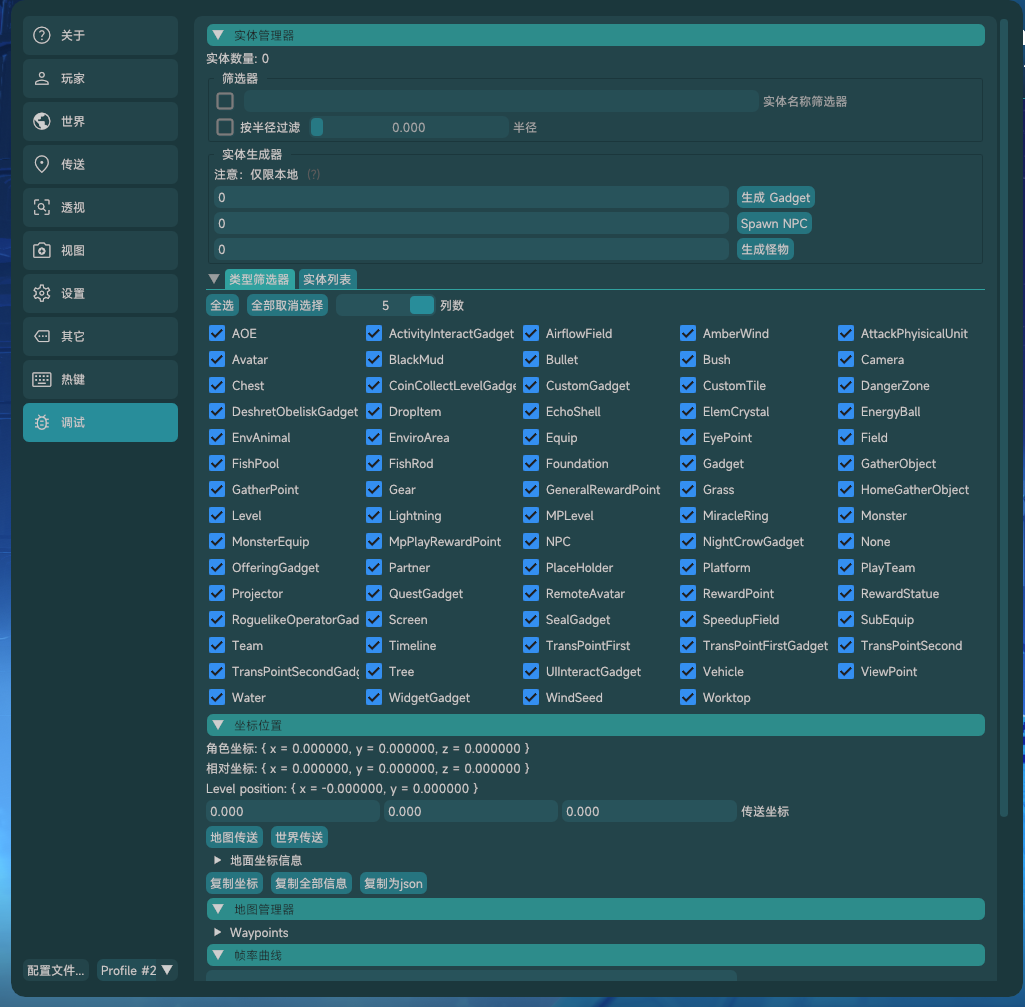 关于
玩家
世界
传送
透视
视图
设置
其它
热键
调试
配置文件... Profile #2
实体管理器
实体数量: 0
筛选器
实体名称筛选器
按半径过滤 0.000 半径
实体生成器
注意：仅限本地 (?)
0 生成 Gadget
0 Spawn NPC
0 生成怪物
类型筛选器 实体列表
全选 全部取消选择 5 列数
AOE ActivityInteractGadget AirflowField AmberWind AttackPhyisicalUnit
Avatar BlackMud Bullet Bush Camera
Chest CoinCollectLevelGadge CustomGadget CustomTile DangerZone
DeshretObeliskGadget DropItem EchoShell ElemCrystal EnergyBall
EnvAnimal EnviroArea Equip EyePoint Field
FishPool FishRod Foundation Gadget GatherObject
GatherPoint Gear GeneralRewardPoint Grass HomeGatherObject
Level Lightning MPLevel MiracleRing Monster
MonsterEquip MpPlayRewardPoint NPC NightCrowGadget None
OfferingGadget Partner PlaceHolder Platform PlayTeam
Projector QuestGadget RemoteAvatar RewardPoint RewardStatue
RoguelikeOperatorGad Screen SealGadget SpeedupField SubEquip
Team Timeline TransPointFirst TransPointFirstGadget TransPointSecond
TransPointSecondGadg Tree UIInteractGadget Vehicle ViewPoint
Water WidgetGadget WindSeed Worktop
坐标位置
角色坐标: { x = 0.000000, y = 0.000000, z = 0.000000 }
相对坐标: { x = 0.000000, y = 0.000000, z = 0.000000 }
Level position: { x = -0.000000, y = 0.000000 }
0.000 0.000 0.000 传送坐标
地图传送 世界传送
地面坐标信息
复制坐标 复制全部信息 复制为json
地图管理器
Waypoints
帧率曲线